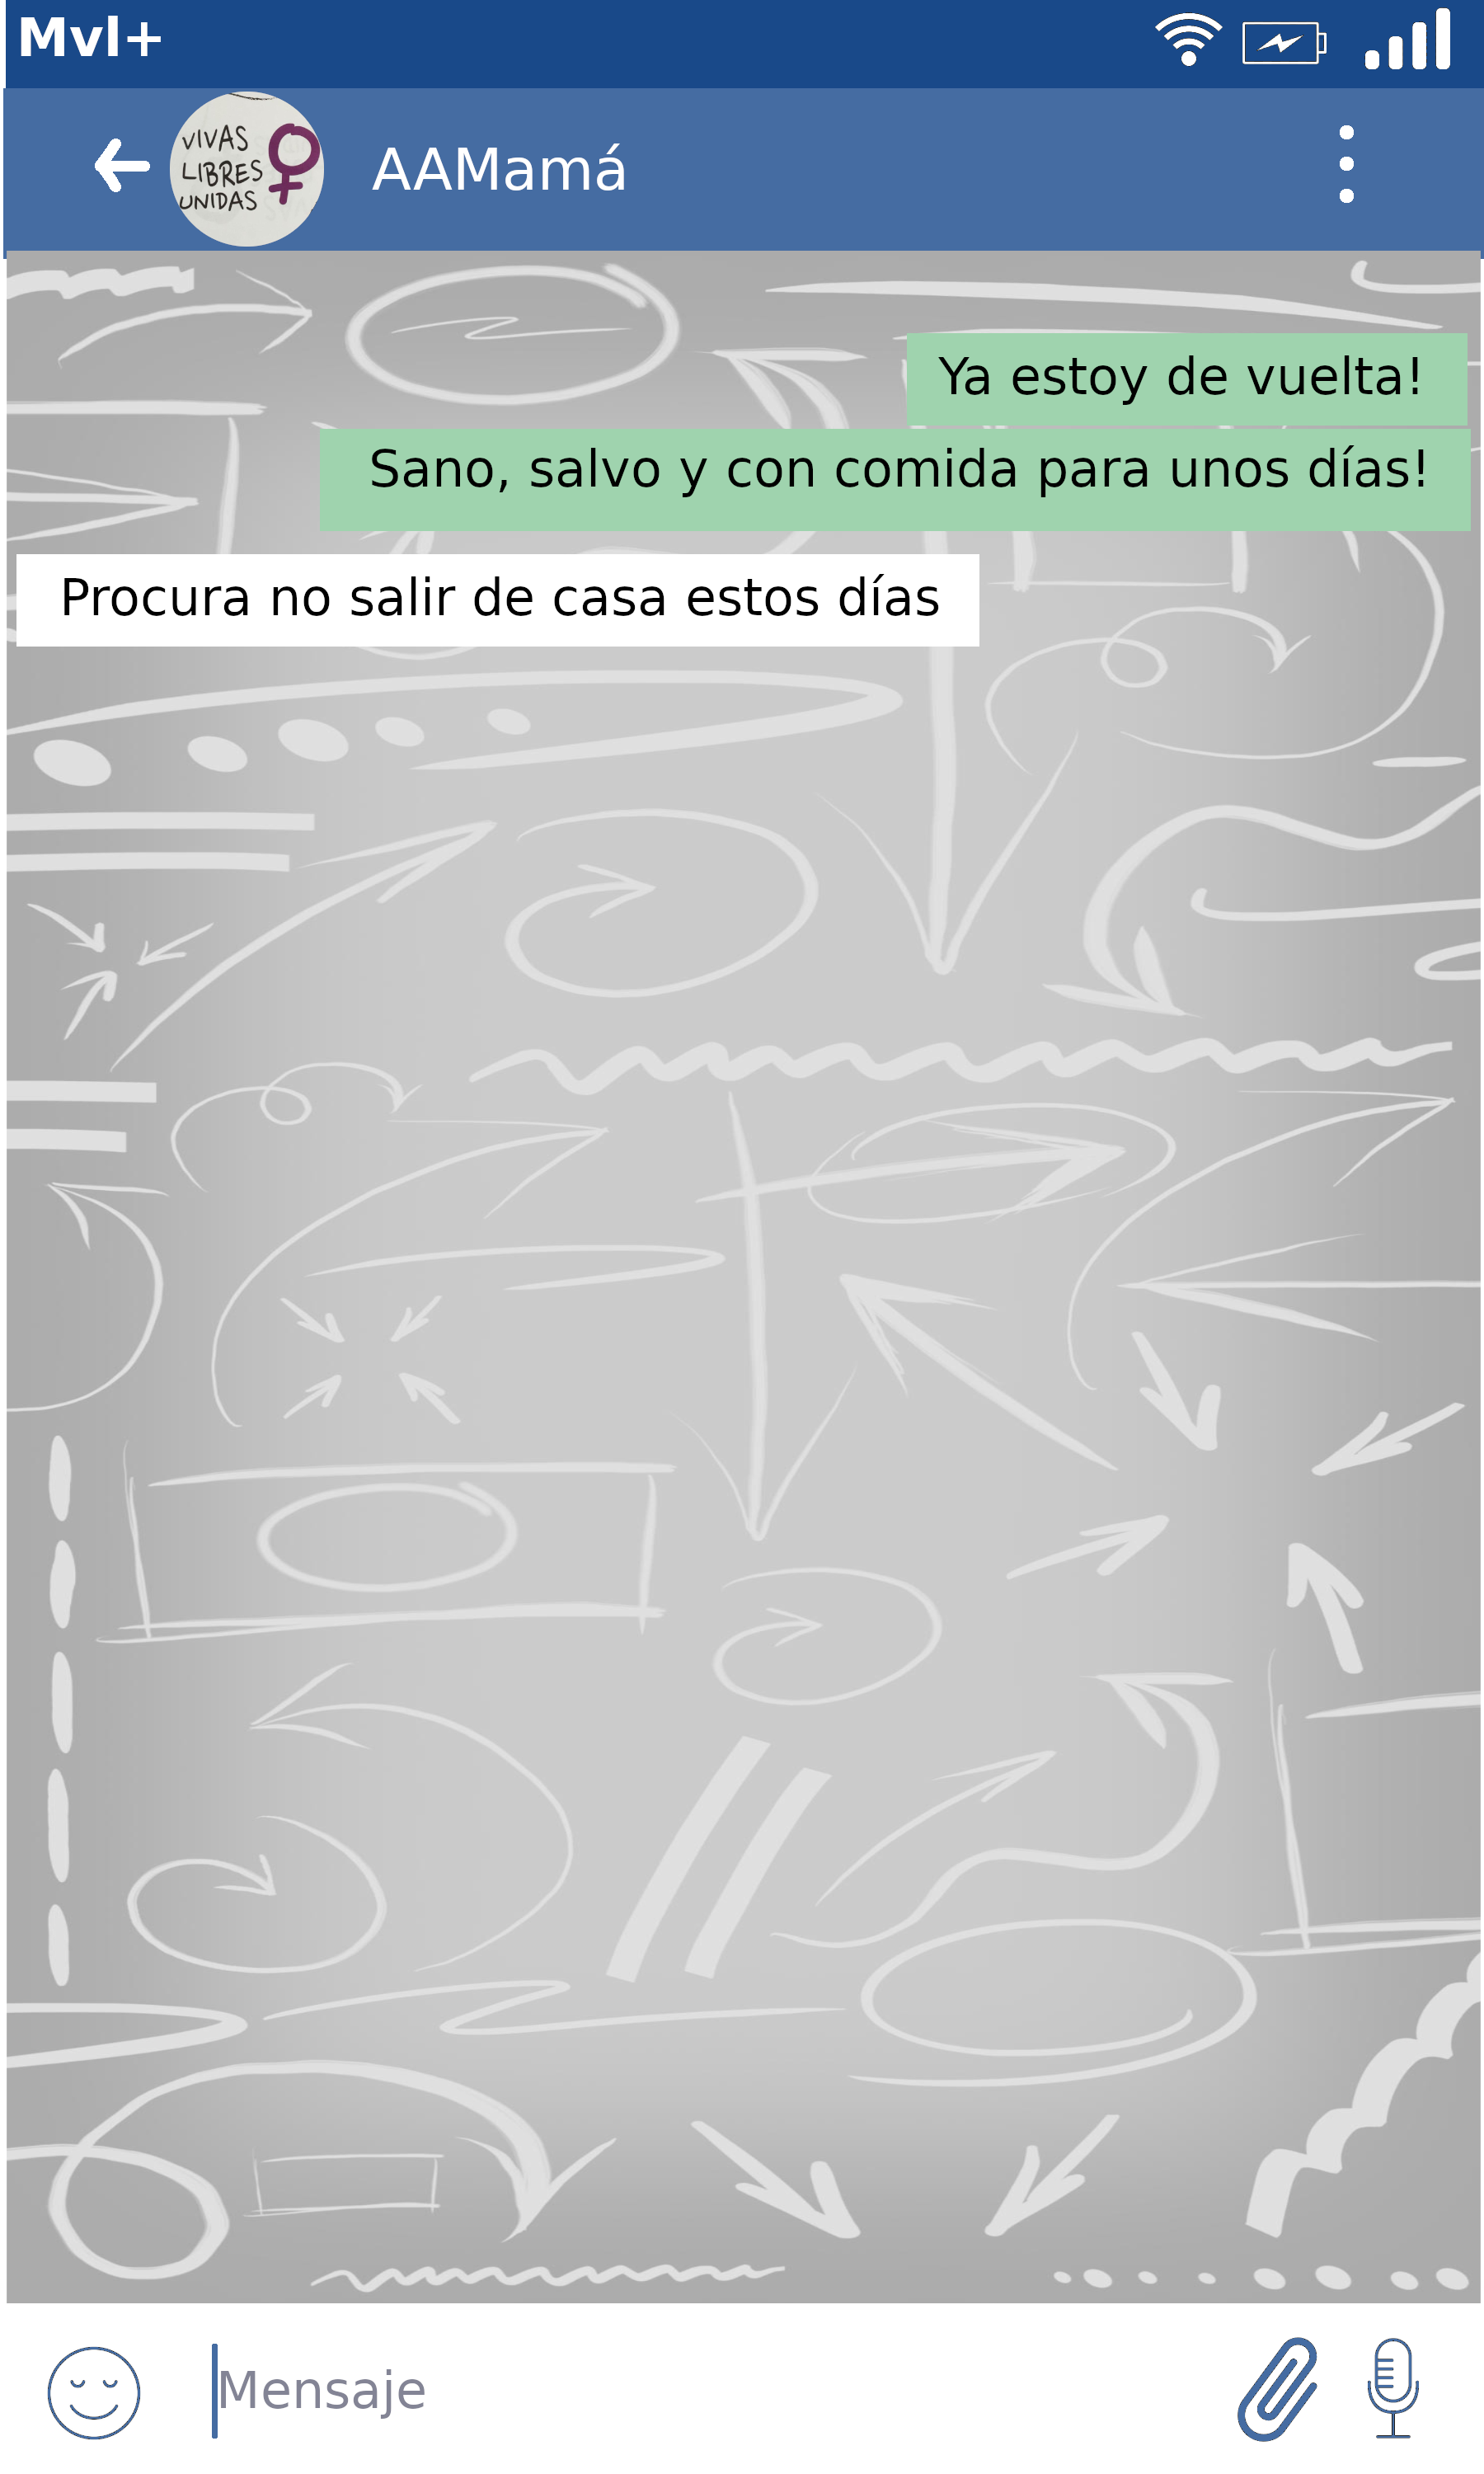 Mvl+
VIVAS
LIBRES
UNIDAS
AAMamá
Ya estoy de vuelta!
Sano, salvo y con comida para unos días!
Procura no salir de casa estos días
Mensaje